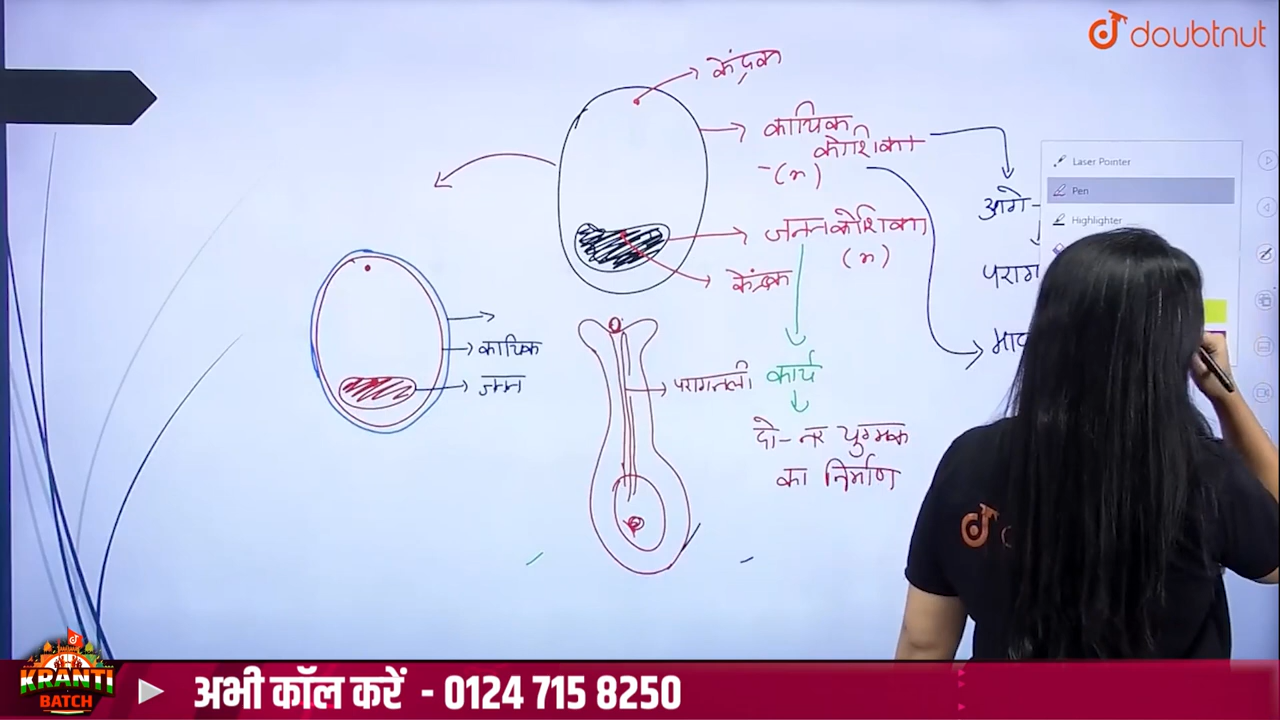 doubtnut
केंद्रक
कायिक
कोशिका
-(n)
जननकोशिका
(n)
केंद्रक
आगे-
पराग
Laser Pointer
Pen
Highlighter
कायिक
जनन
परागनली
कार्य
दो-नर युग्मक
का निर्माण
KRANTI
BATCH
अभी कॉल करें - 0124 715 8250